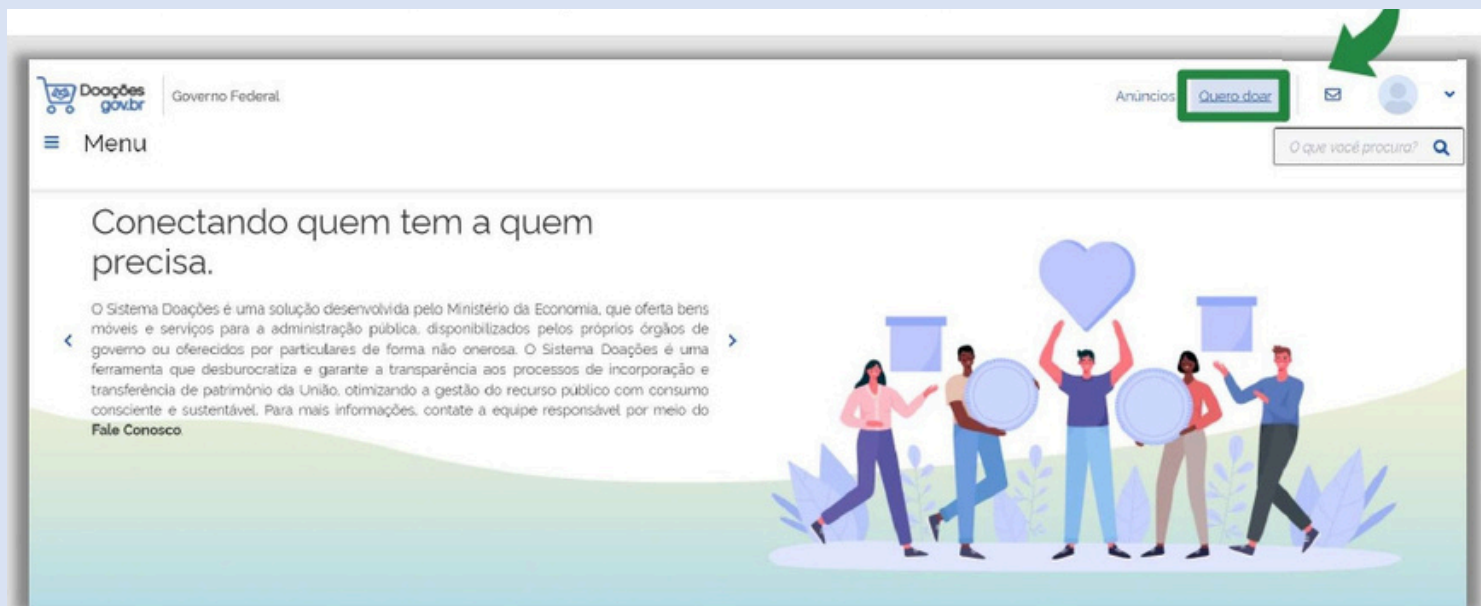 Doações
gov.br
Governo Federal
Anúncios
Quero doar
Menu
O que você procura?
Conectando quem tem a quem
precisa.
O Sistema Doações é uma solução desenvolvida pelo Ministério da Economia, que oferta bens
móveis e serviços para a administração pública, disponibilizados pelos próprios órgãos de
governo ou oferecidos por particulares de forma não onerosa. O Sistema Doações é uma
ferramenta que desburocratiza e garante a transparência aos processos de incorporação e
transferência de patrimônio da União, otimizando a gestão do recurso público com consumo
consciente e sustentável. Para mais informações, contate a equipe responsável por meio do
Fale Conosco.